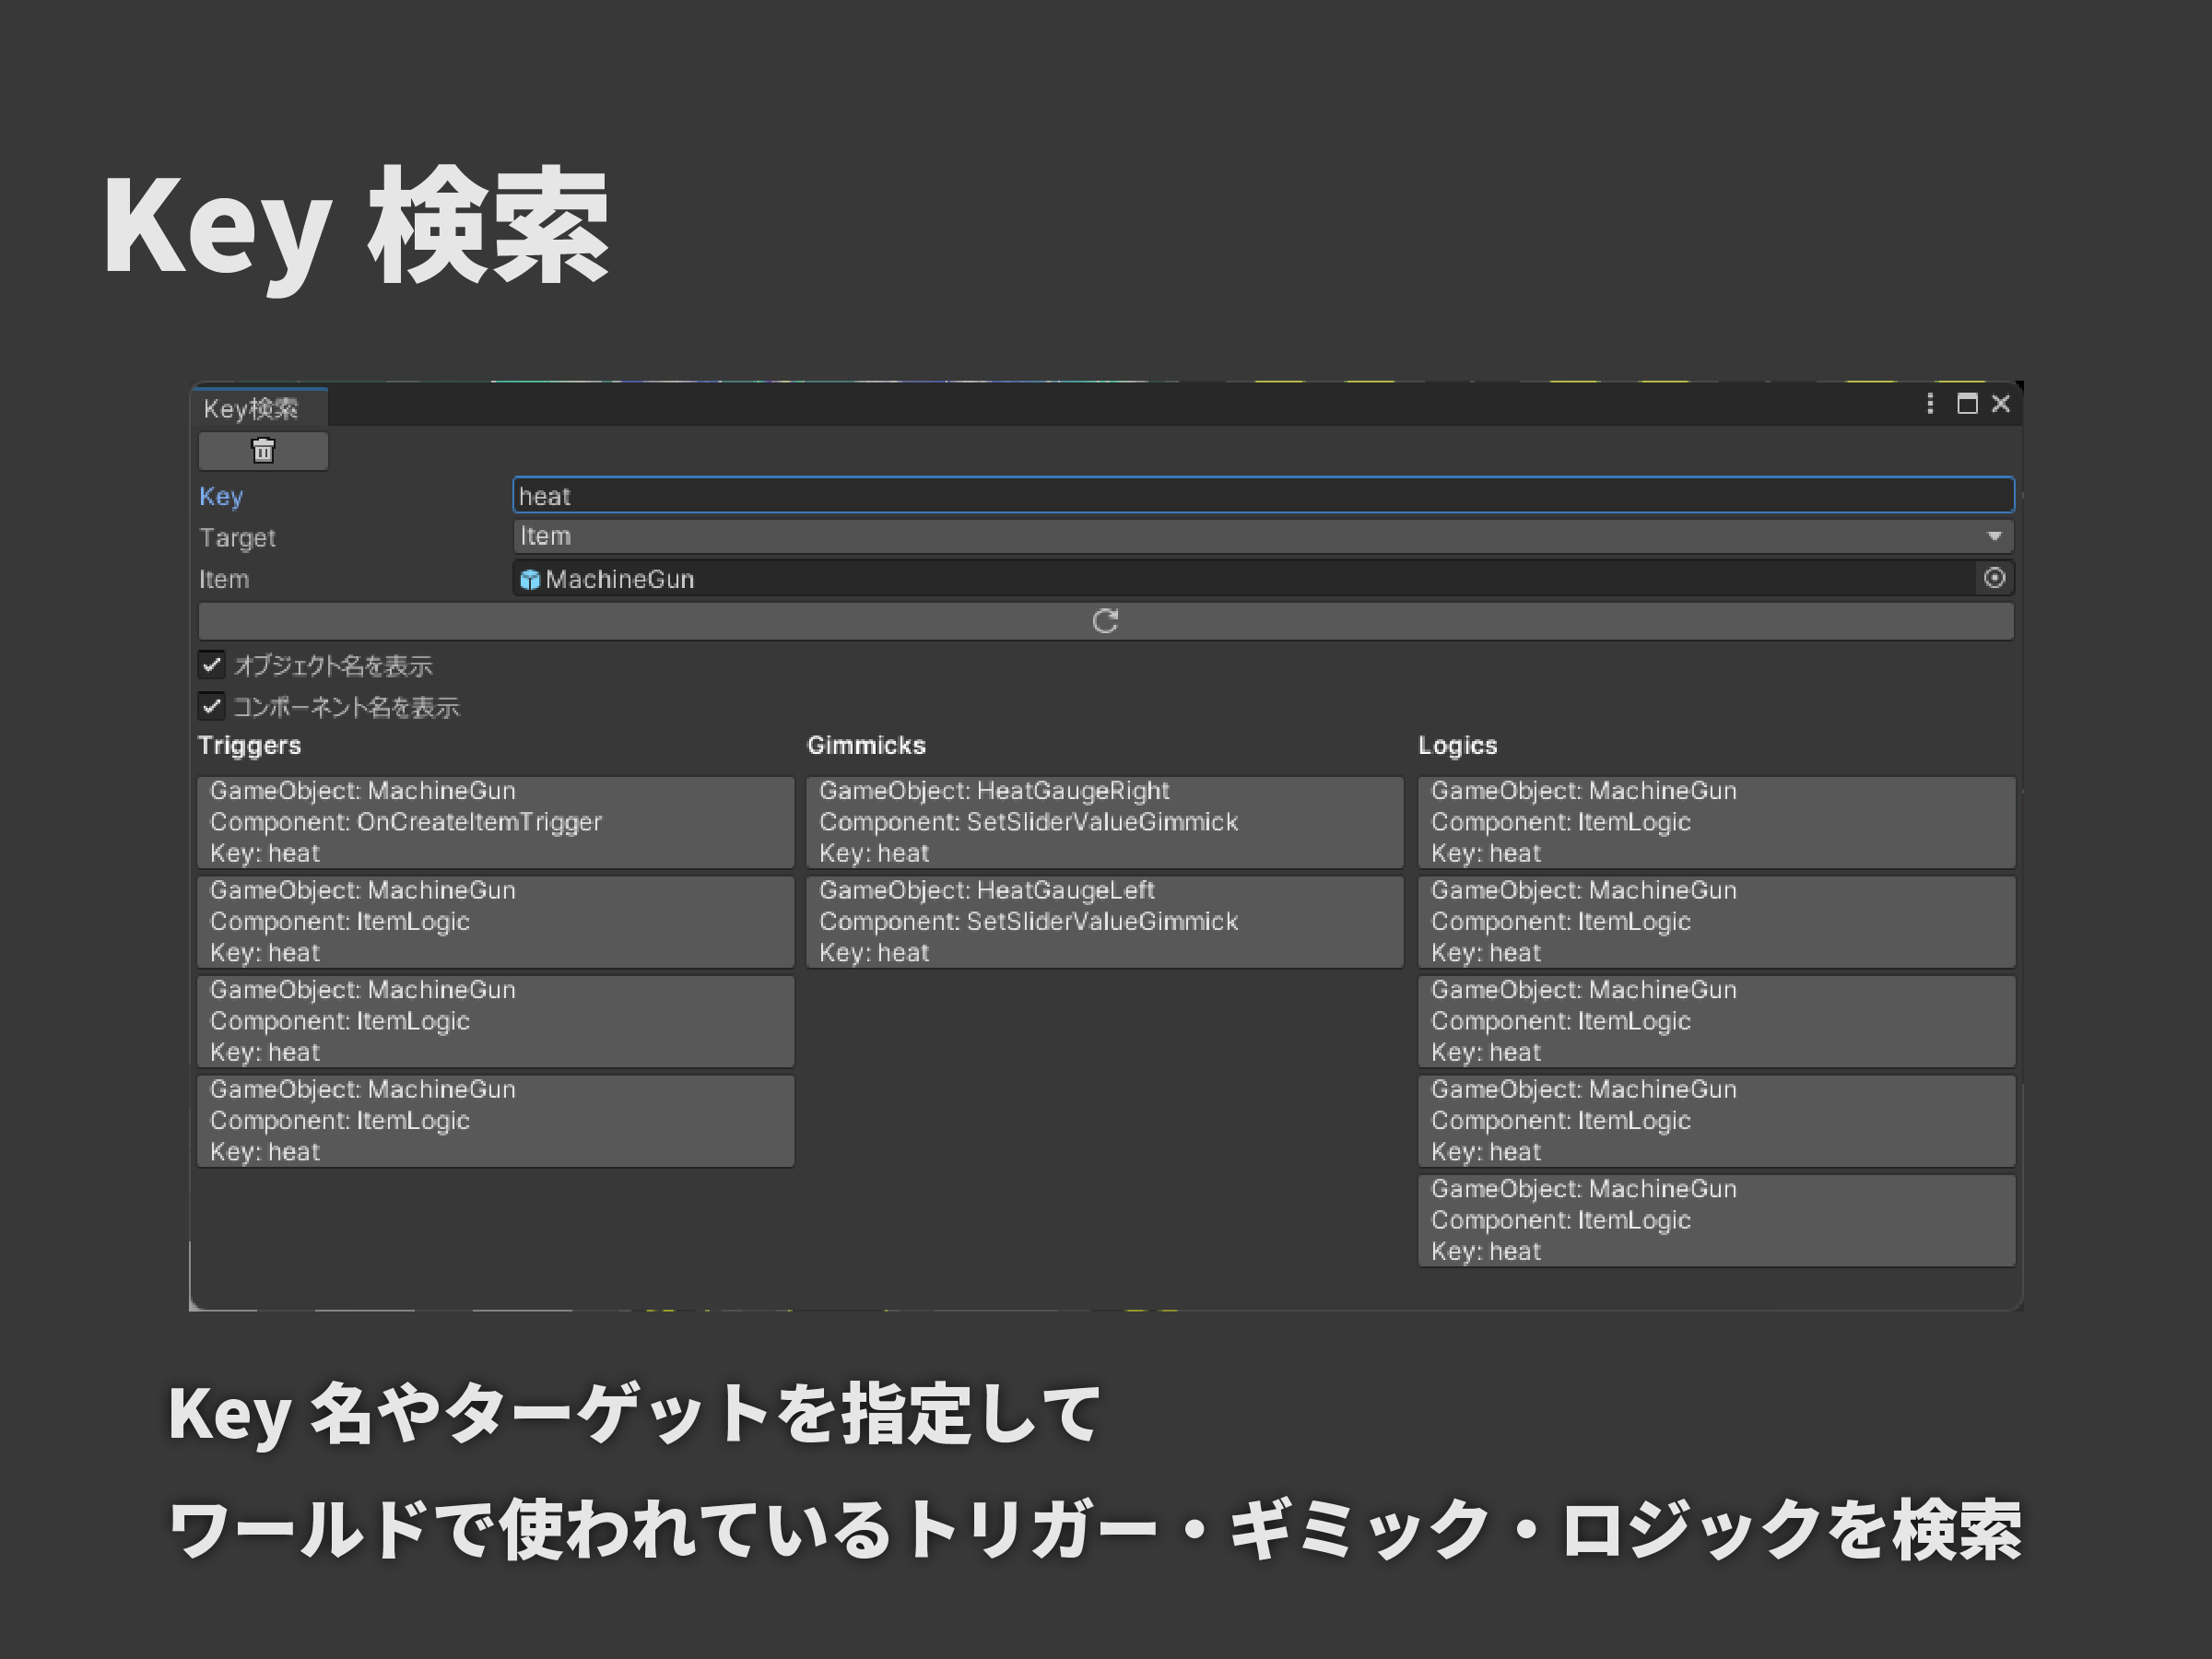 Key 検索
Key検索
Key
heat
Target
Item
Item
MachineGun
オブジェクト名を表示
コンポーネント名を表示
Triggers
GameObject: MachineGun
Component: OnCreateItemTrigger
Key: heat
GameObject: MachineGun
Component: ItemLogic
Key: heat
GameObject: MachineGun
Component: ItemLogic
Key: heat
GameObject: MachineGun
Component: ItemLogic
Key: heat
Gimmicks
GameObject: HeatGaugeRight
Component: SetSliderValueGimmick
Key: heat
GameObject: HeatGaugeLeft
Component: SetSliderValueGimmick
Key: heat
Logics
GameObject: MachineGun
Component: ItemLogic
Key: heat
GameObject: MachineGun
Component: ItemLogic
Key: heat
GameObject: MachineGun
Component: ItemLogic
Key: heat
GameObject: MachineGun
Component: ItemLogic
Key: heat
GameObject: MachineGun
Component: ItemLogic
Key: heat
Key 名やターゲットを指定して
ワールドで使われているトリガー・ギミック・ロジックを検索